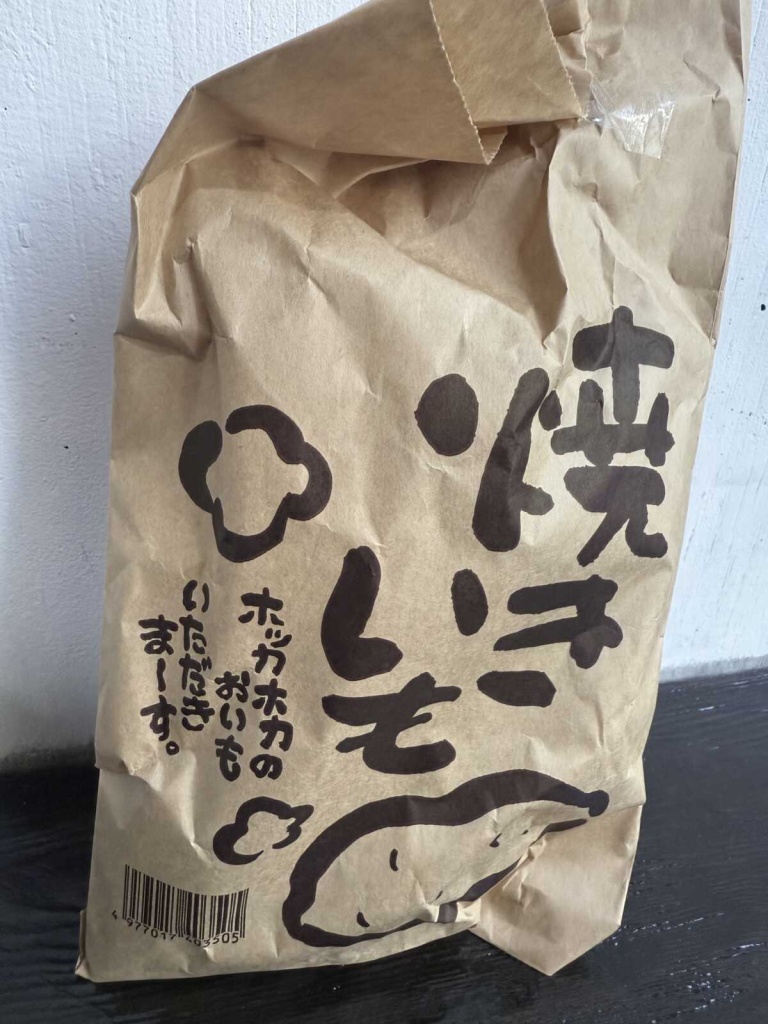 焼き
いも
ホッカホカの
おいも
いただき
まーす。